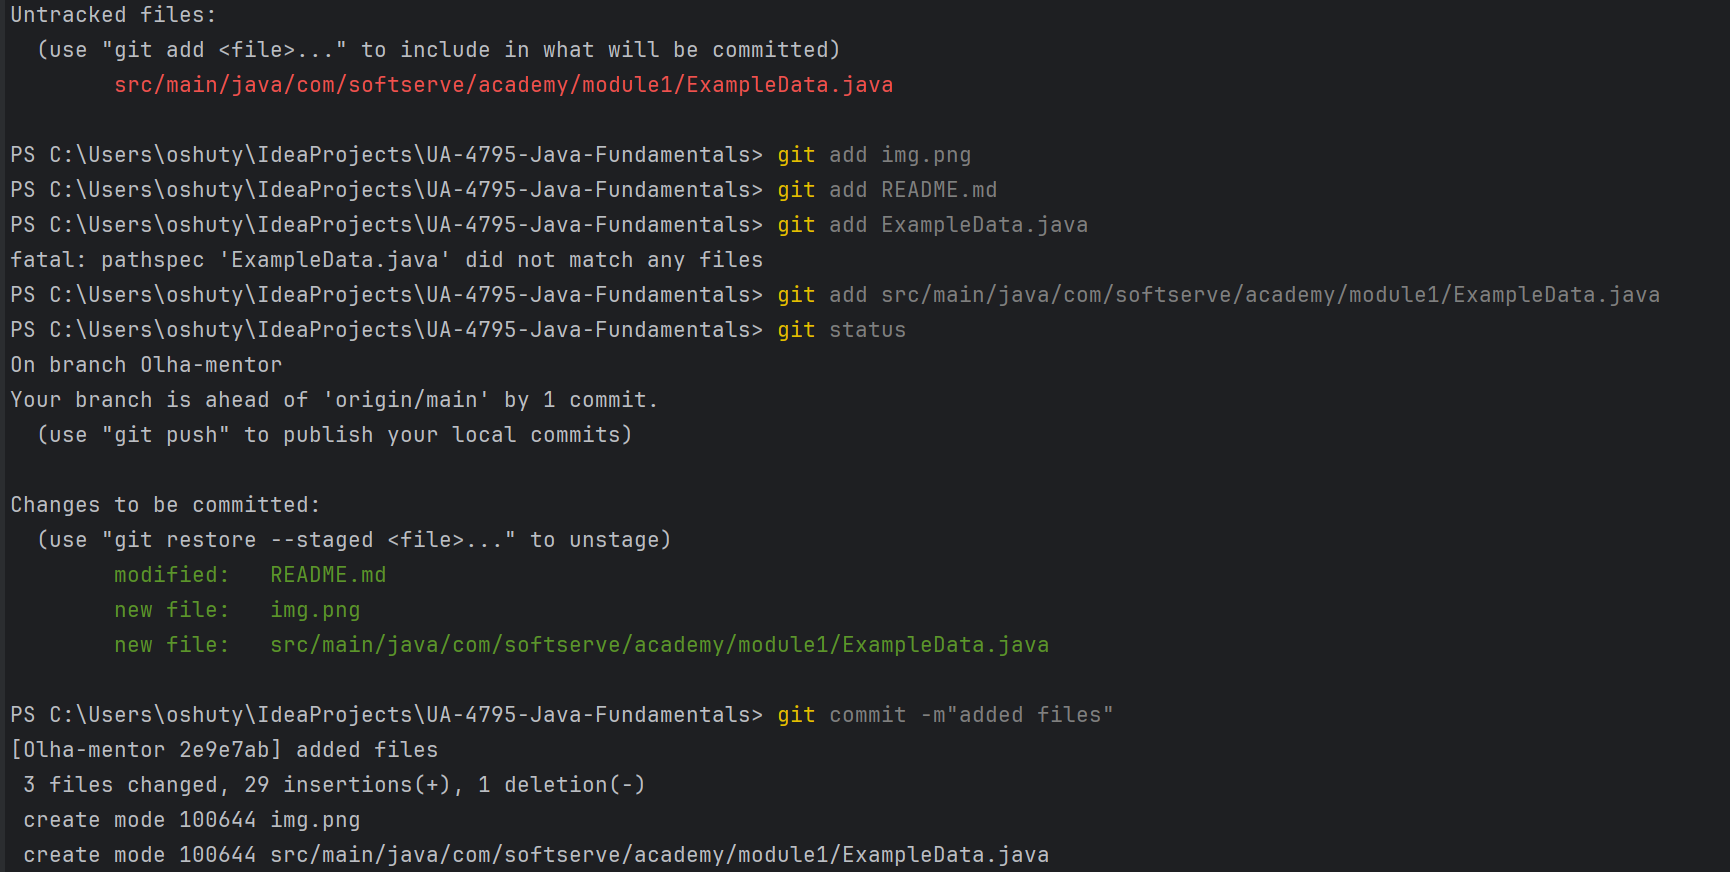 Untracked files:
  (use "git add <file>..." to include in what will be committed)
        src/main/java/com/softserve/academy/module1/ExampleData.java

PS C:\Users\oshuty\IdeaProjects\UA-4795-Java-Fundamentals> git add img.png
PS C:\Users\oshuty\IdeaProjects\UA-4795-Java-Fundamentals> git add README.md
PS C:\Users\oshuty\IdeaProjects\UA-4795-Java-Fundamentals> git add ExampleData.java
fatal: pathspec 'ExampleData.java' did not match any files
PS C:\Users\oshuty\IdeaProjects\UA-4795-Java-Fundamentals> git add src/main/java/com/softserve/academy/module1/ExampleData.java
PS C:\Users\oshuty\IdeaProjects\UA-4795-Java-Fundamentals> git status
On branch Olha-mentor
Your branch is ahead of 'origin/main' by 1 commit.
  (use "git push" to publish your local commits)

Changes to be committed:
  (use "git restore --staged <file>..." to unstage)
        modified:   README.md
        new file:   img.png
        new file:   src/main/java/com/softserve/academy/module1/ExampleData.java

PS C:\Users\oshuty\IdeaProjects\UA-4795-Java-Fundamentals> git commit -m"added files"
[Olha-mentor 2e9e7ab] added files
 3 files changed, 29 insertions(+), 1 deletion(-)
 create mode 100644 img.png
 create mode 100644 src/main/java/com/softserve/academy/module1/ExampleData.java